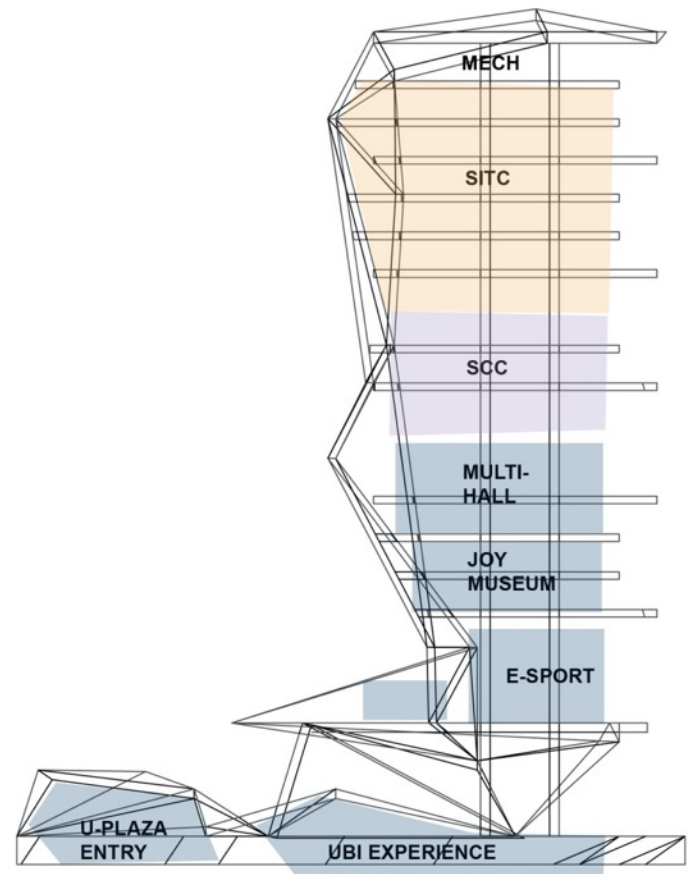 MECH
SITC
SCC
MULTI-
HALL
JOY
MUSEUM
E-SPORT
U-PLAZA
ENTRY
UBI EXPERIENCE